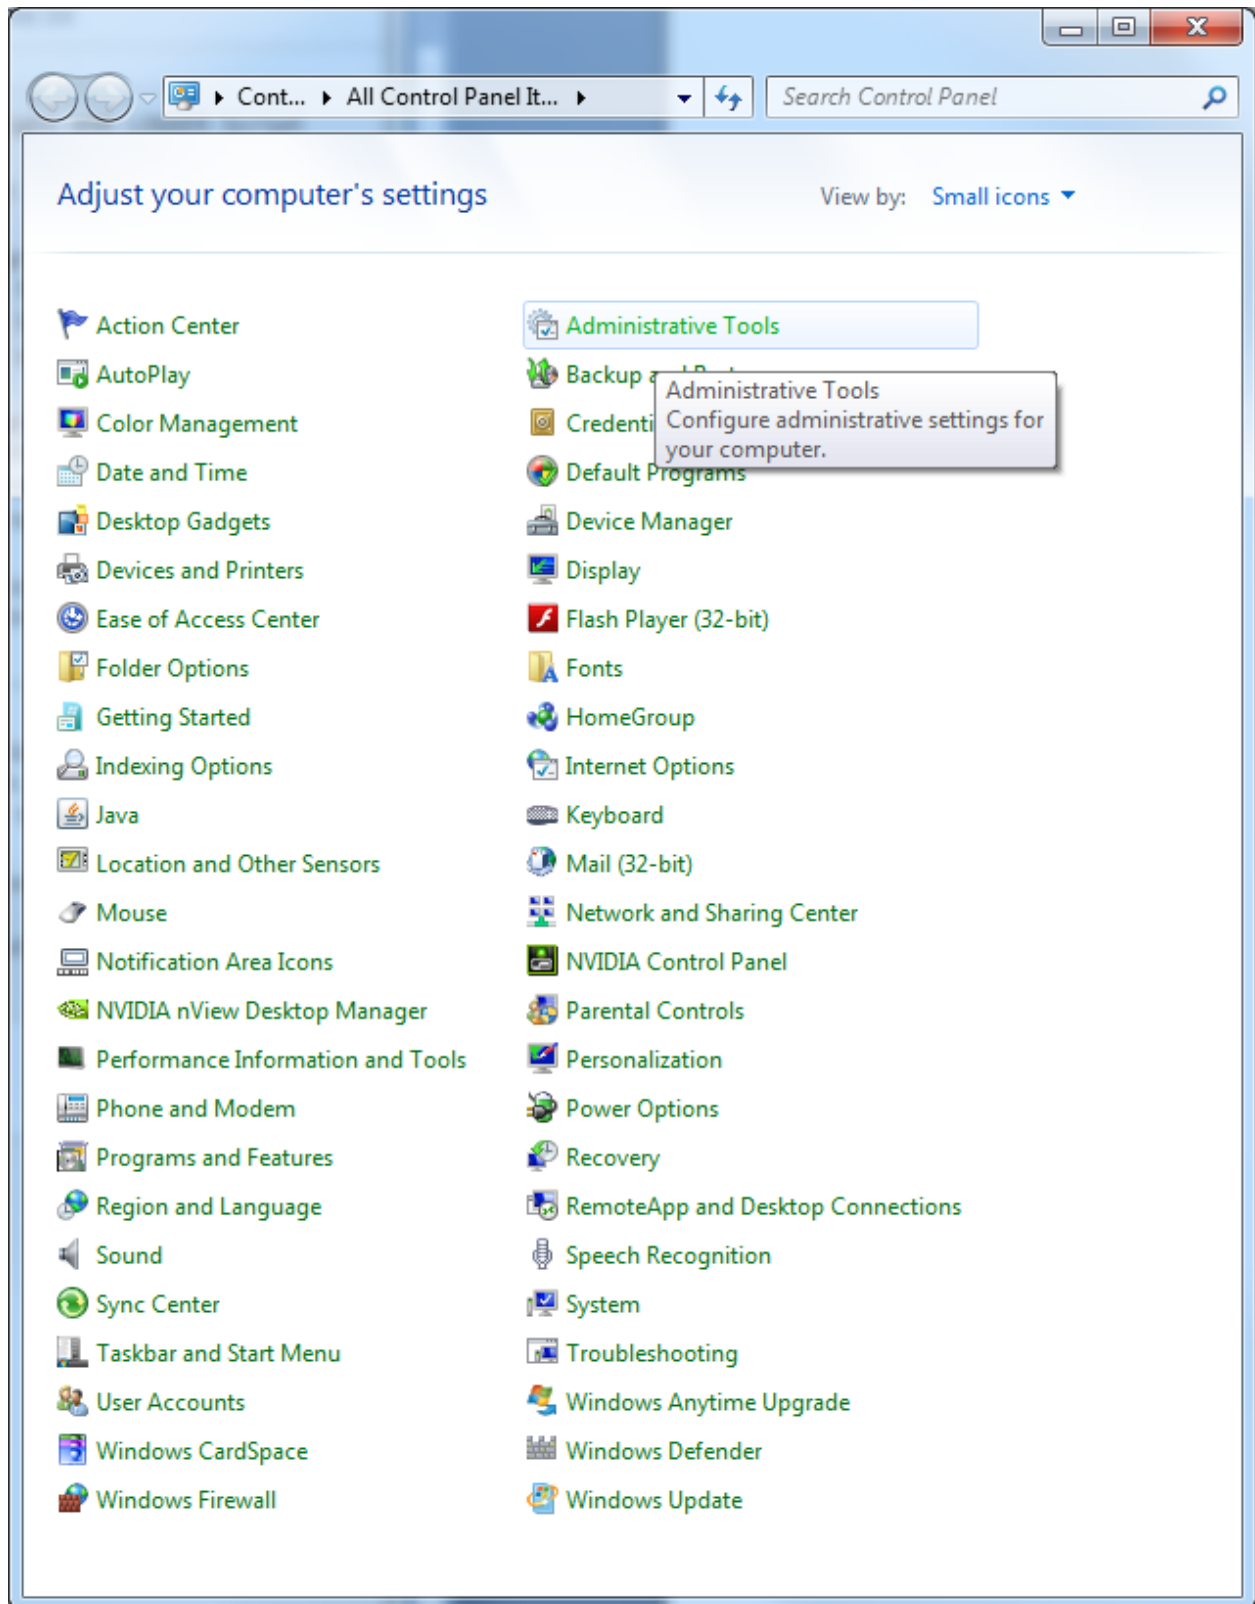 Cont... All Control Panel It...
Search Control Panel
Adjust your computer's settings
View by: Small icons
Action Center
Administrative Tools
AutoPlay
Backup
Administrative Tools
Configure administrative settings for
your computer.
Color Management
Date and Time
Default Programs
Desktop Gadgets
Device Manager
Devices and Printers
Display
Ease of Access Center
Flash Player (32-bit)
Folder Options
Fonts
Getting Started
HomeGroup
Indexing Options
Internet Options
Java
Keyboard
Location and Other Sensors
Mail (32-bit)
Mouse
Network and Sharing Center
Notification Area Icons
NVIDIA Control Panel
NVIDIA nView Desktop Manager
Parental Controls
Performance Information and Tools
Personalization
Phone and Modem
Power Options
Programs and Features
Recovery
Region and Language
RemoteApp and Desktop Connections
Sound
Speech Recognition
Sync Center
System
Taskbar and Start Menu
Troubleshooting
User Accounts
Windows Anytime Upgrade
Windows CardSpace
Windows Defender
Windows Firewall
Windows Update